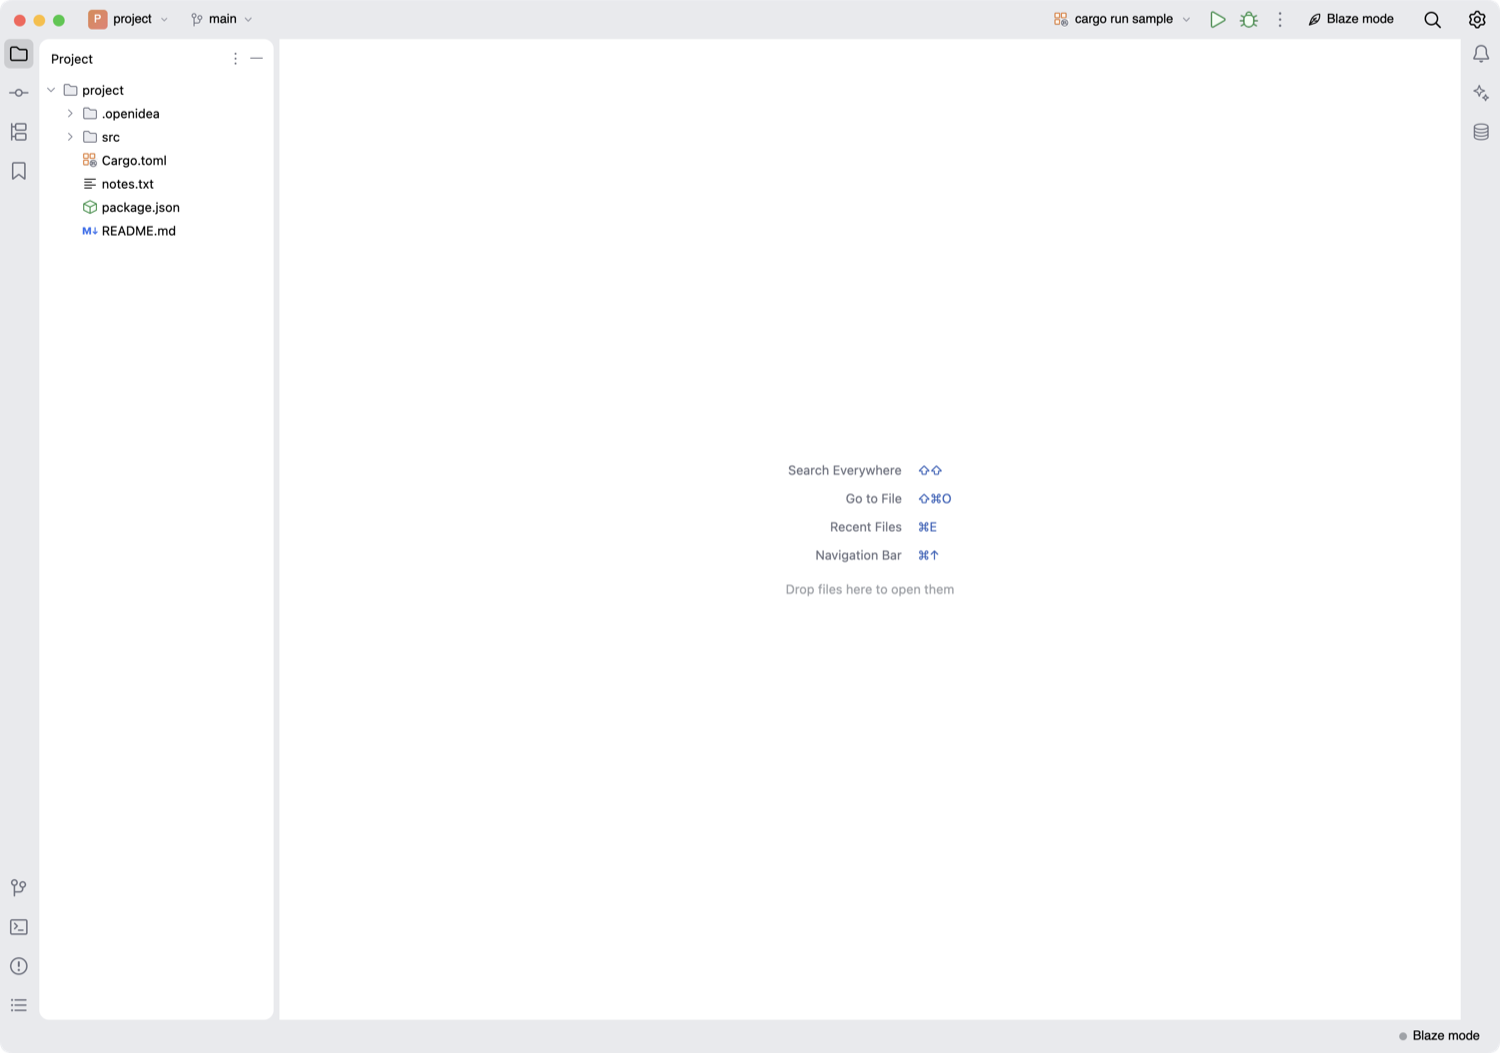 P project main cargo run sample Blaze mode
Project
project
.openidea
src
Cargo.toml
notes.txt
package.json
M↓ README.md
Search Everywhere ⇧⇧
Go to File ⇧⌘O
Recent Files ⌘E
Navigation Bar ⌘↑
Drop files here to open them
Blaze mode